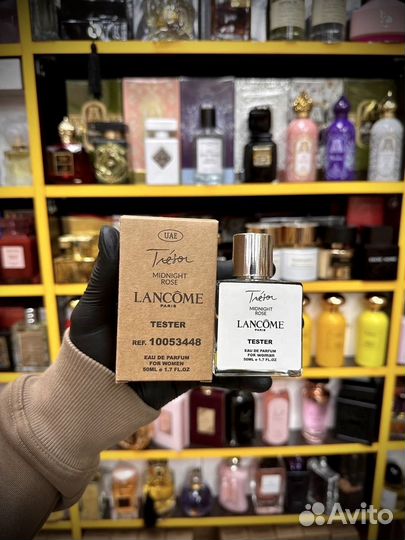 UAE
Trésor
MIDNIGHT
ROSE
LANCÔME
PARIS
TESTER
REF. 10053448
EAU DE PARFUM
FOR WOMEN
50ML e 1.7 FL.OZ
Trésor
MIDNIGHT
ROSE
LANCÔME
PARIS
TESTER
EAU DE PARFUM
FOR Woman
50ML e 1.7 FL.OZ
Avito